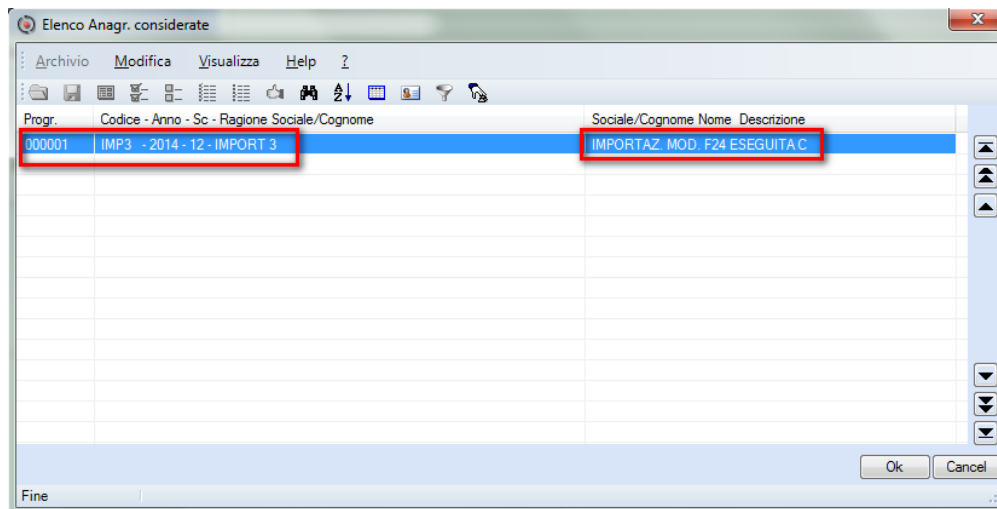 Elenco Anagr. considerate
Archivio Modifica Visualizza Help ?
Progr. Codice - Anno - Sc - Ragione Sociale/Cognome Sociale/Cognome Nome Descrizione
000001 IMP3 - 2014 - 12 - IMPORT 3 IMPORTAZ. MOD. F24 ESEGUITA C
Ok Cancel
Fine